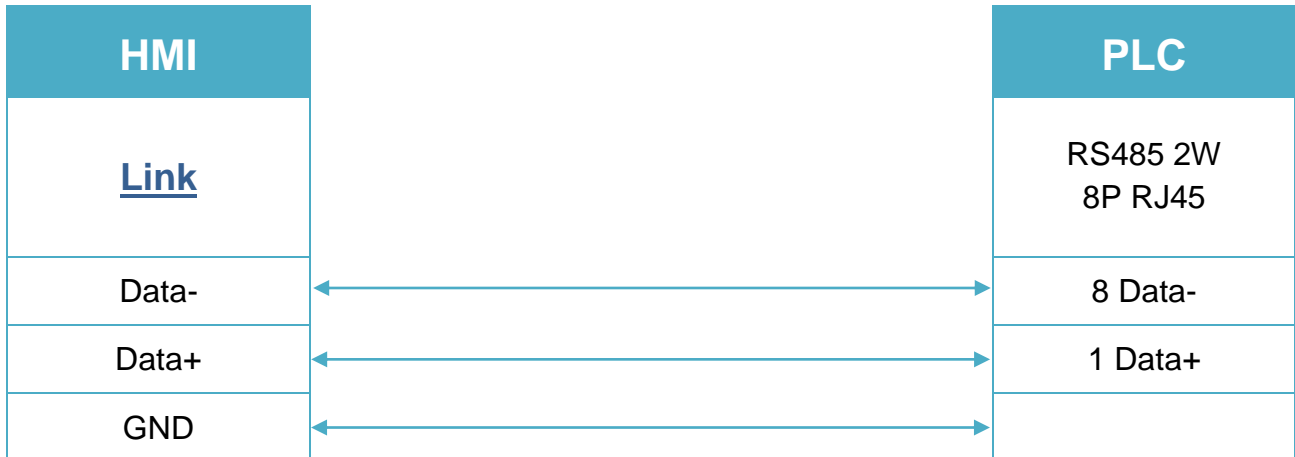 HMI
PLC
Link
RS485 2W
8P RJ45
Data-
8 Data-
Data+
1 Data+
GND